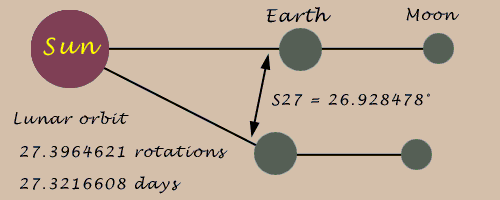 Earth
Moon
Sun
S27 = 26.928478°
Lunar orbit
27.3964621 rotations
27.3216608 days